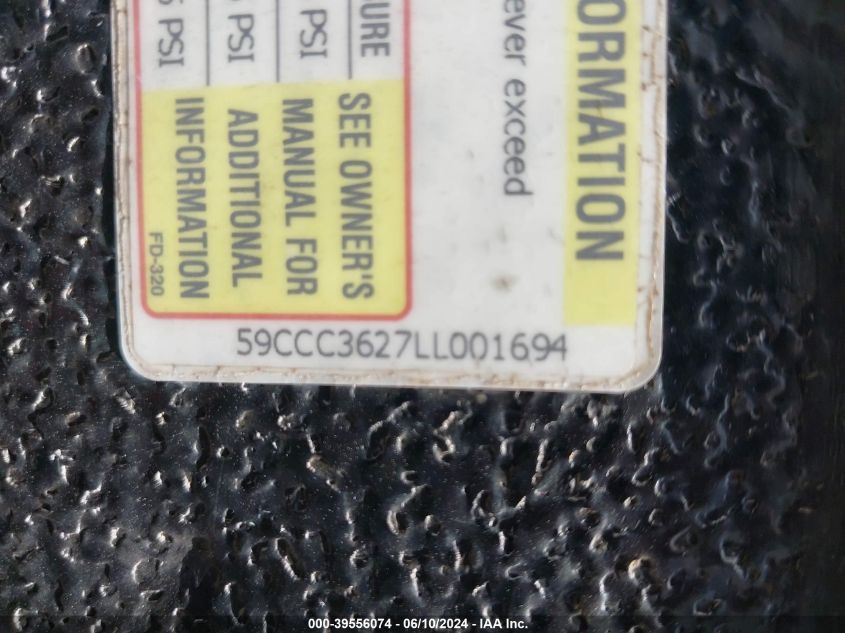 ORMATION
ever exceed
SURE
PSI
PSI
PSI
SEE OWNER'S
MANUAL FOR
ADDITIONAL
INFORMATION
FD-320
59CCC3627LL001694
000-39556074 - 06/10/2024 - IAA Inc.